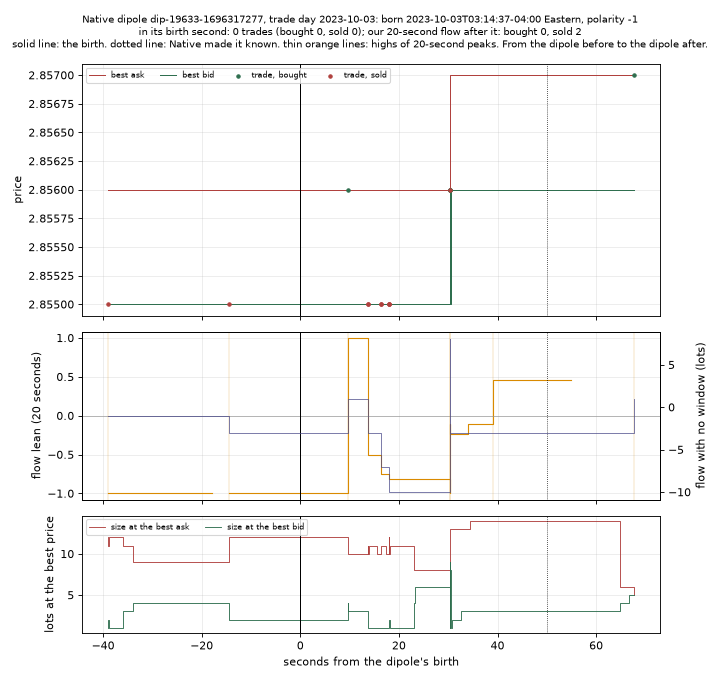 Native dipole dip-19633-1696317277, trade day 2023-10-03: born 2023-10-03T03:14:37-04:00 Eastern, polarity -1
in its birth second: 0 trades (bought 0, sold 0); our 20-second flow after it: bought 0, sold 2
solid line: the birth. dotted line: Native made it known. thin orange lines: highs of 20-second peaks. From the dipole before to the dipole after.
best ask
best bid
trade, bought
trade, sold
2.85700
2.85675
2.85650
2.85625
2.85600
2.85575
2.85550
2.85525
2.85500
price
1.0
0.5
0.0
−0.5
−1.0
flow lean (20 seconds)
5
0
−5
−10
flow with no window (lots)
size at the best ask
size at the best bid
10
5
lots at the best price
−40
−20
0
20
40
60
seconds from the dipole's birth